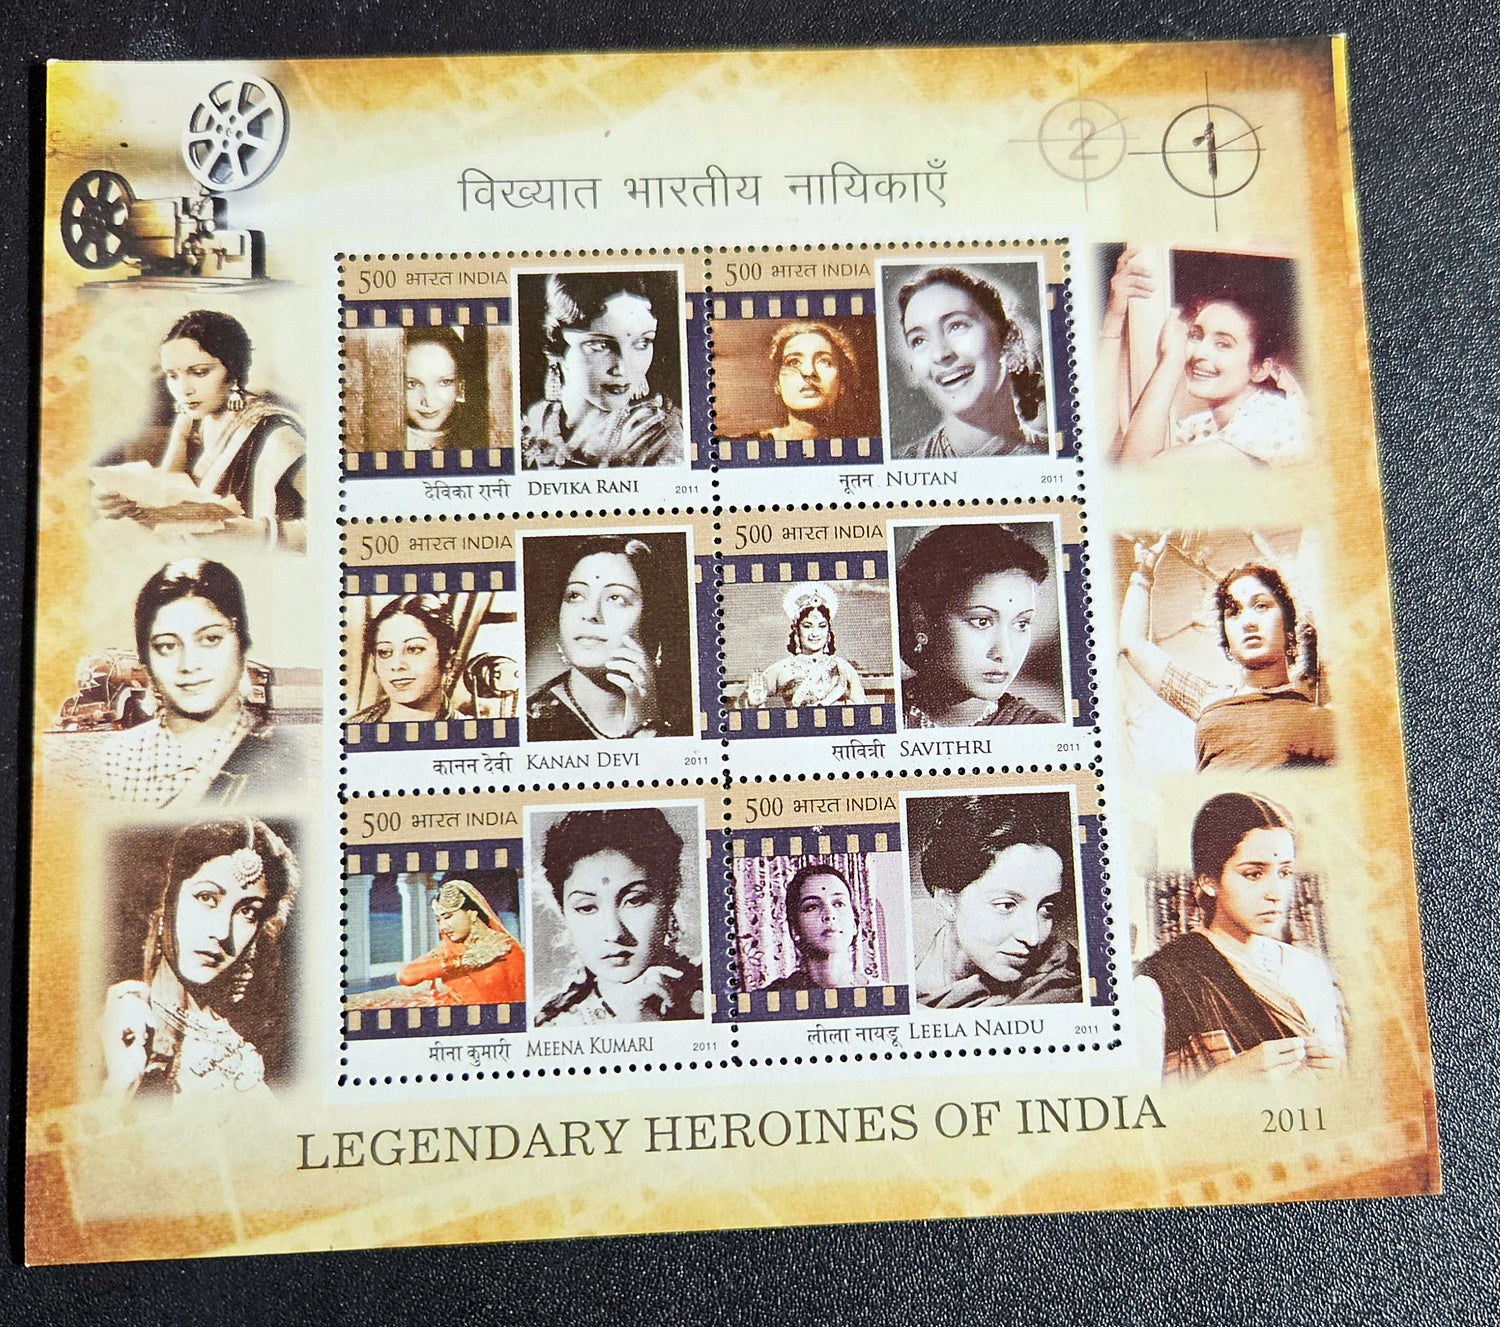 2 1
विख्यात भारतीय नायिकाएँ
500 भारत INDIA
देविका रानी DEVIKA RANI 2011
500 भारत INDIA
नूतन NUTAN 2011
500 भारत INDIA
कानन देवी KANAN DEVI 2011
500 भारत INDIA
सावित्री SAVITHRI 2011
500 भारत INDIA
मीना कुमारी MEENA KUMARI 2011
500 भारत INDIA
लीला नायडू LEELA NAIDU 2011
LEGENDARY HEROINES OF INDIA 2011